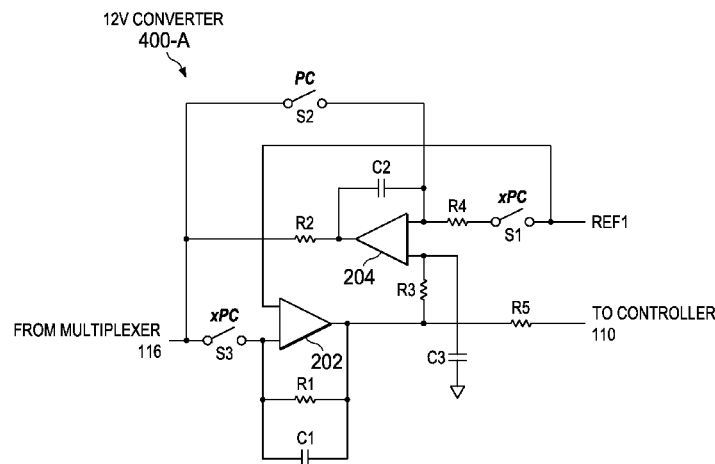 12V CONVERTER
400-A
PC
S2
C2
R4
xPC
S1
REF1
R2
204
R3
xPC
FROM MULTIPLEXER
116
S3
202
R5
TO CONTROLLER
110
C3
R1
C1